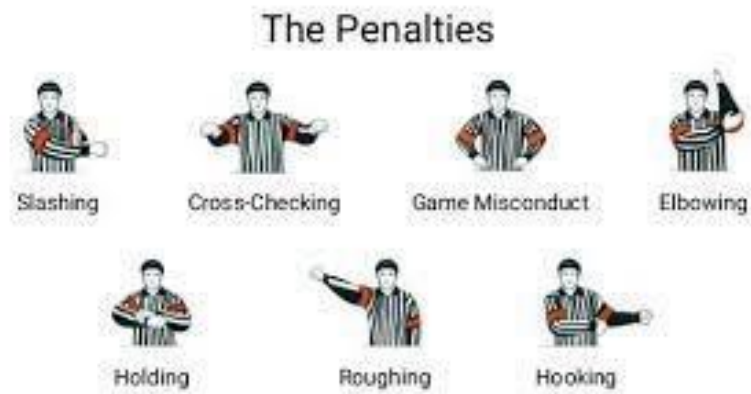 The Penalties
Slashing Cross-Checking Game Misconduct Elbowing
Holding Roughing Hooking